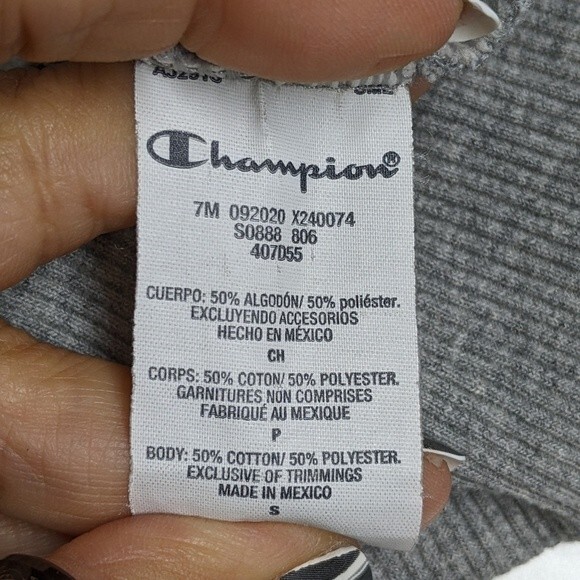 Champion®
7M 092020 X240074
S0888 806
407D55
CUERPO: 50% ALGODÓN/ 50% poliéster.
EXCLUYENDO ACCESORIOS
HECHO EN MÉXICO
CH
CORPS: 50% COTON/ 50% POLYESTER.
GARNITURES NON COMPRISES
FABRIQUÉ AU MEXIQUE
P
BODY: 50% COTTON/ 50% POLYESTER.
EXCLUSIVE OF TRIMMINGS
MADE IN MEXICO
S